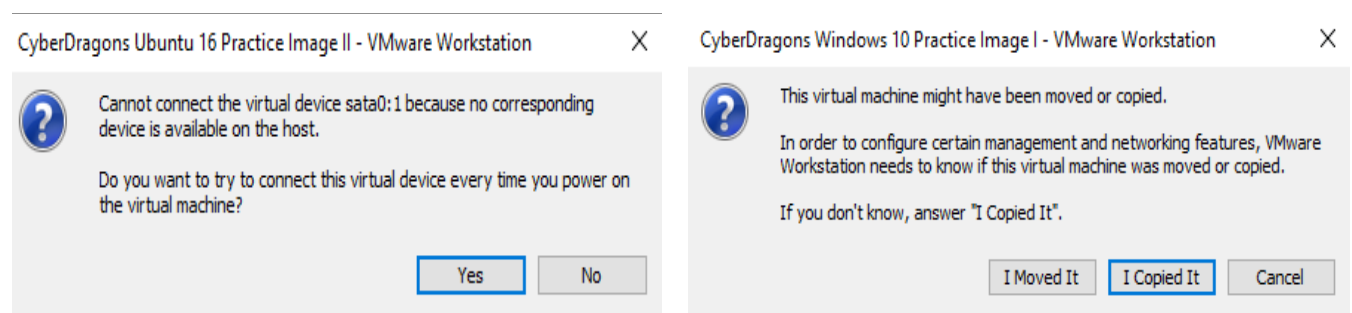 CyberDragons Ubuntu 16 Practice Image II - VMware Workstation
Cannot connect the virtual device sata0:1 because no corresponding
device is available on the host.
Do you want to try to connect this virtual device every time you power on
the virtual machine?
Yes
No
CyberDragons Windows 10 Practice Image I - VMware Workstation
This virtual machine might have been moved or copied.
In order to configure certain management and networking features, VMware
Workstation needs to know if this virtual machine was moved or copied.
If you don't know, answer "I Copied It".
I Moved It
I Copied It
Cancel